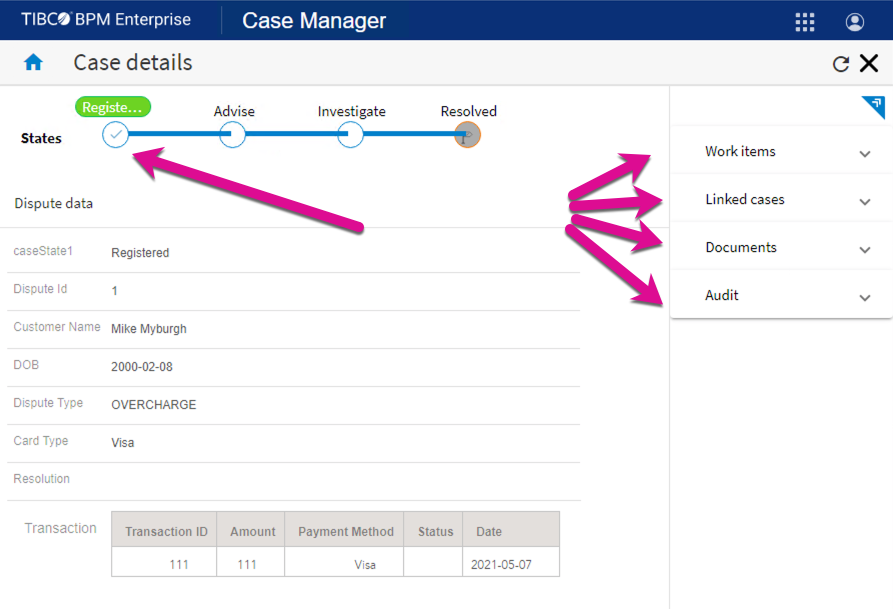 TIBCO BPM Enterprise
Case Manager
Case details
Registe...
Advise
Investigate
Resolved
States
Dispute data
caseState1 Registered
Dispute Id 1
Customer Name Mike Myburgh
DOB 2000-02-08
Dispute Type OVERCHARGE
Card Type Visa
Resolution
Transaction
Transaction ID Amount Payment Method Status Date
111 111 Visa 2021-05-07
Work items
Linked cases
Documents
Audit